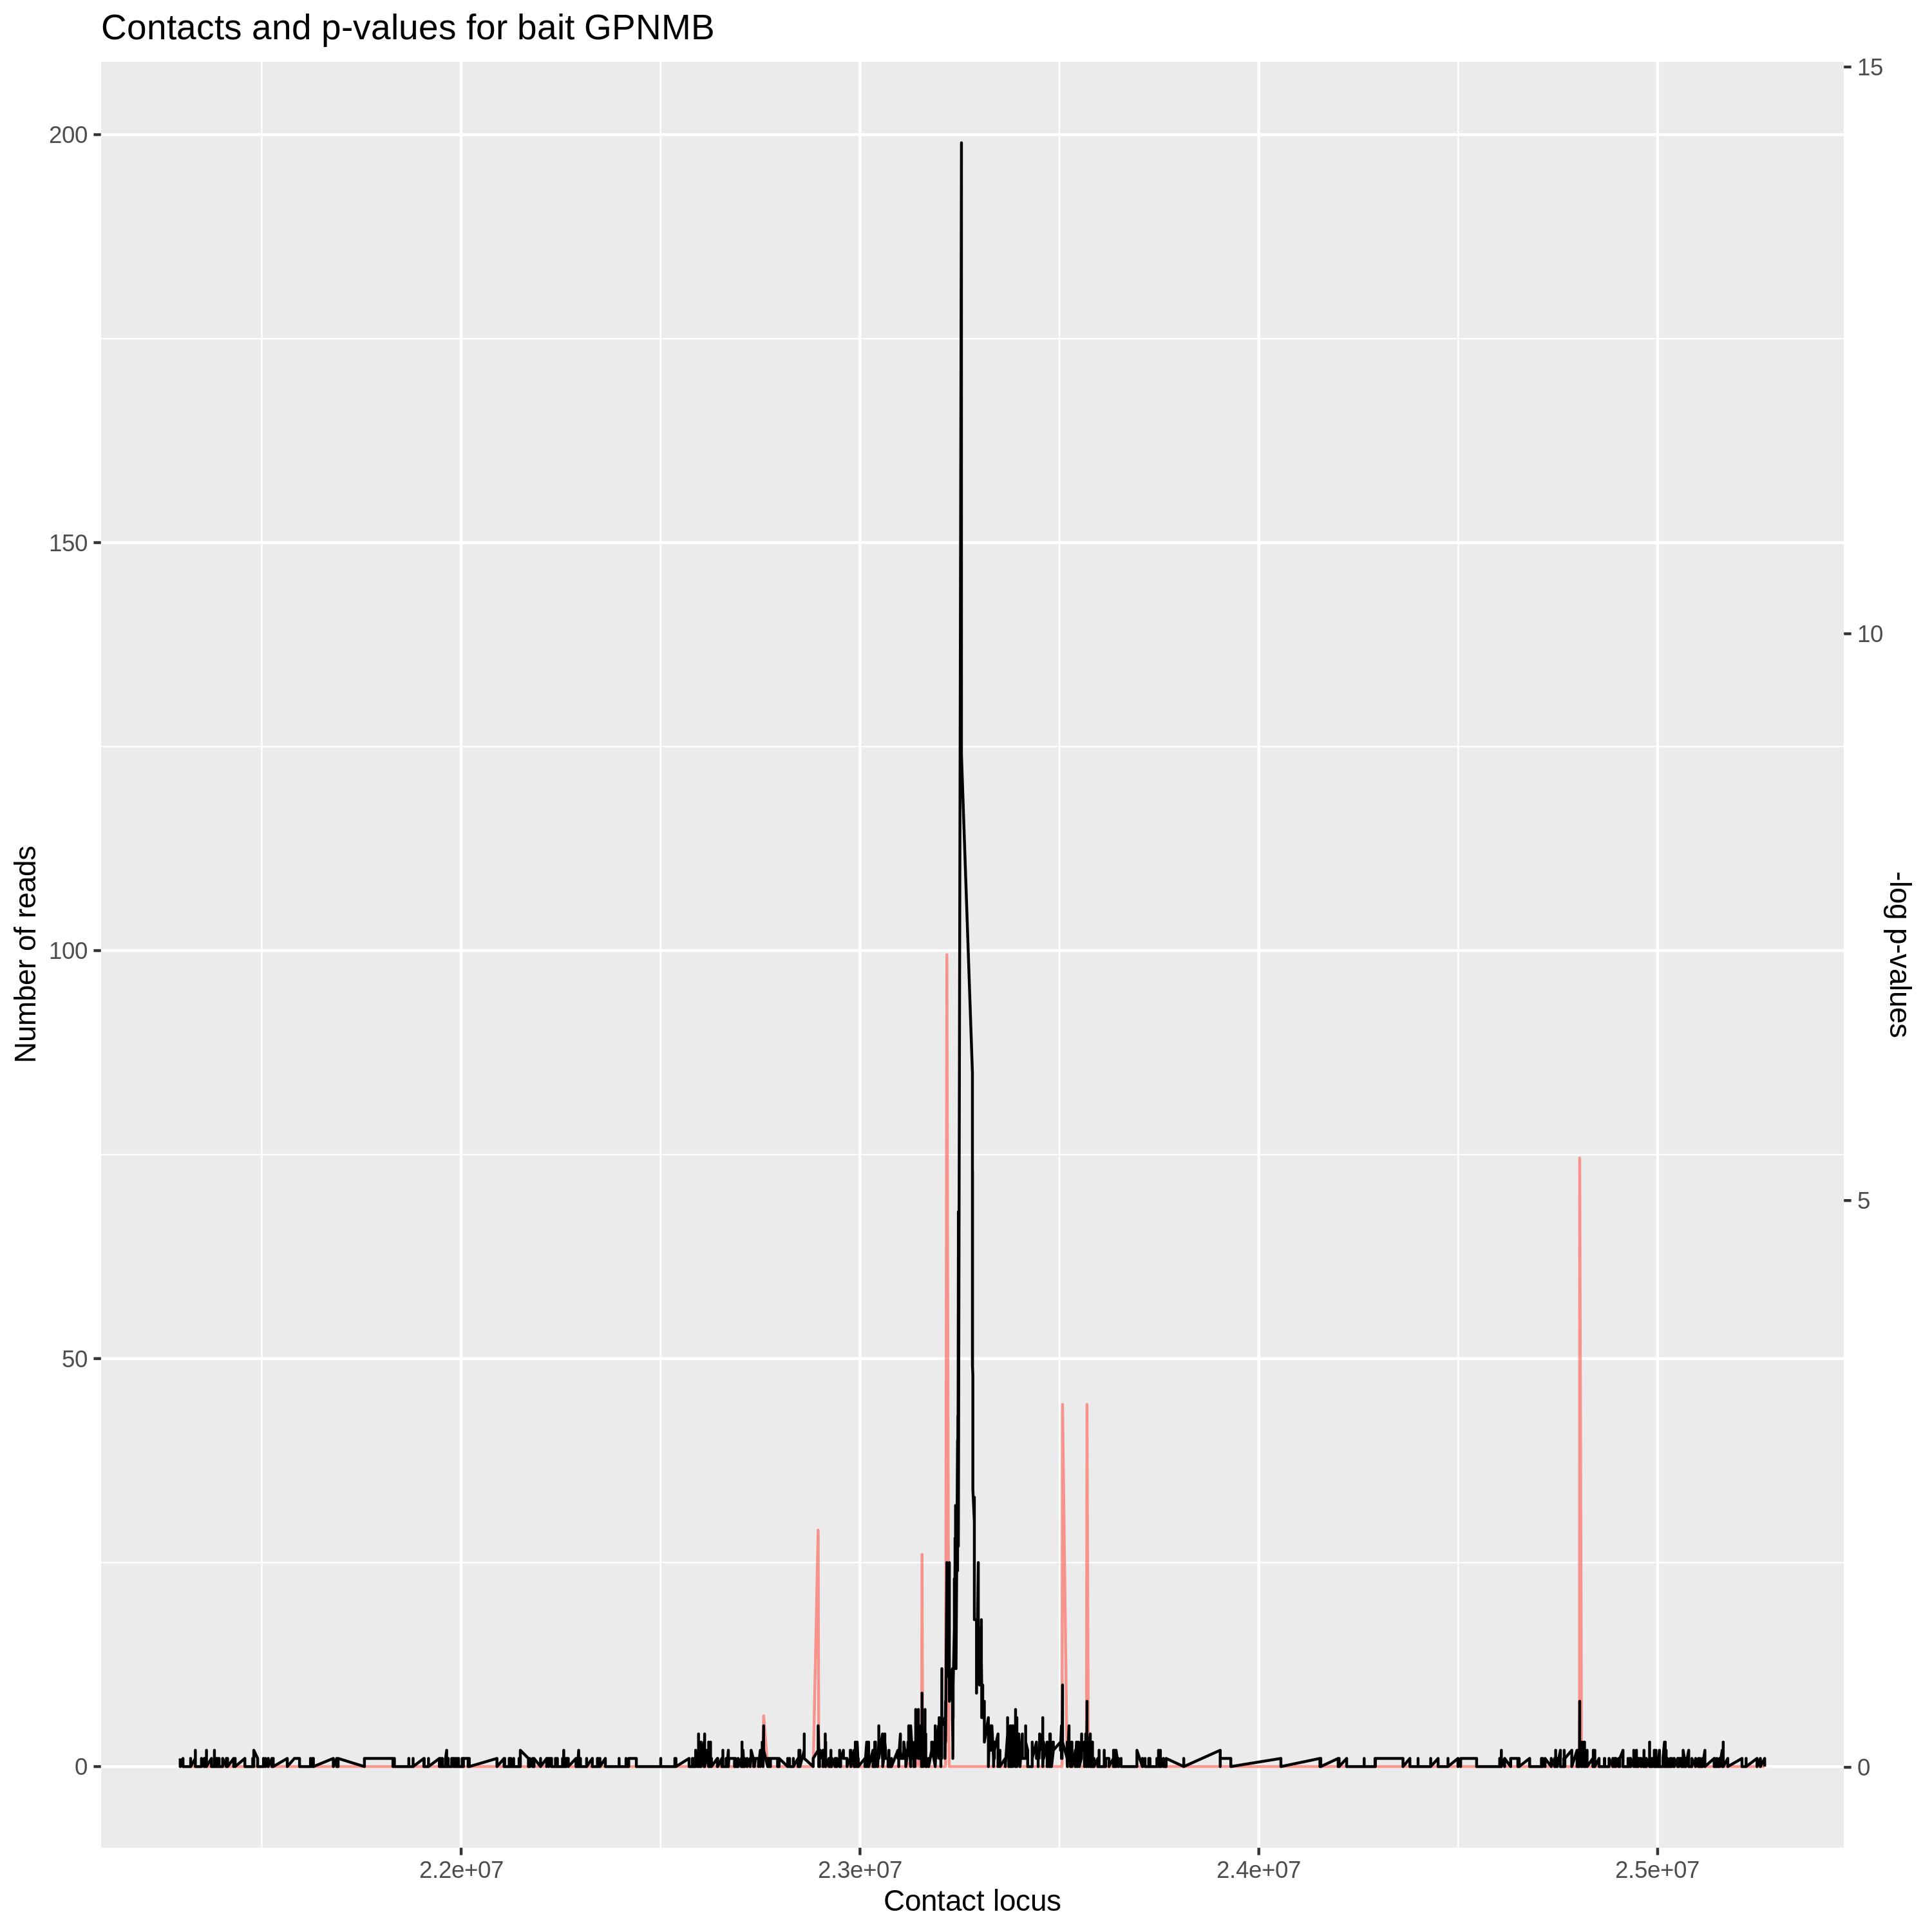 Contacts and p-values for bait GPNMB
200
150
100
50
0
15
10
5
0
Number of reads
-log p-values
2.2e+07
2.3e+07
2.4e+07
2.5e+07
Contact locus